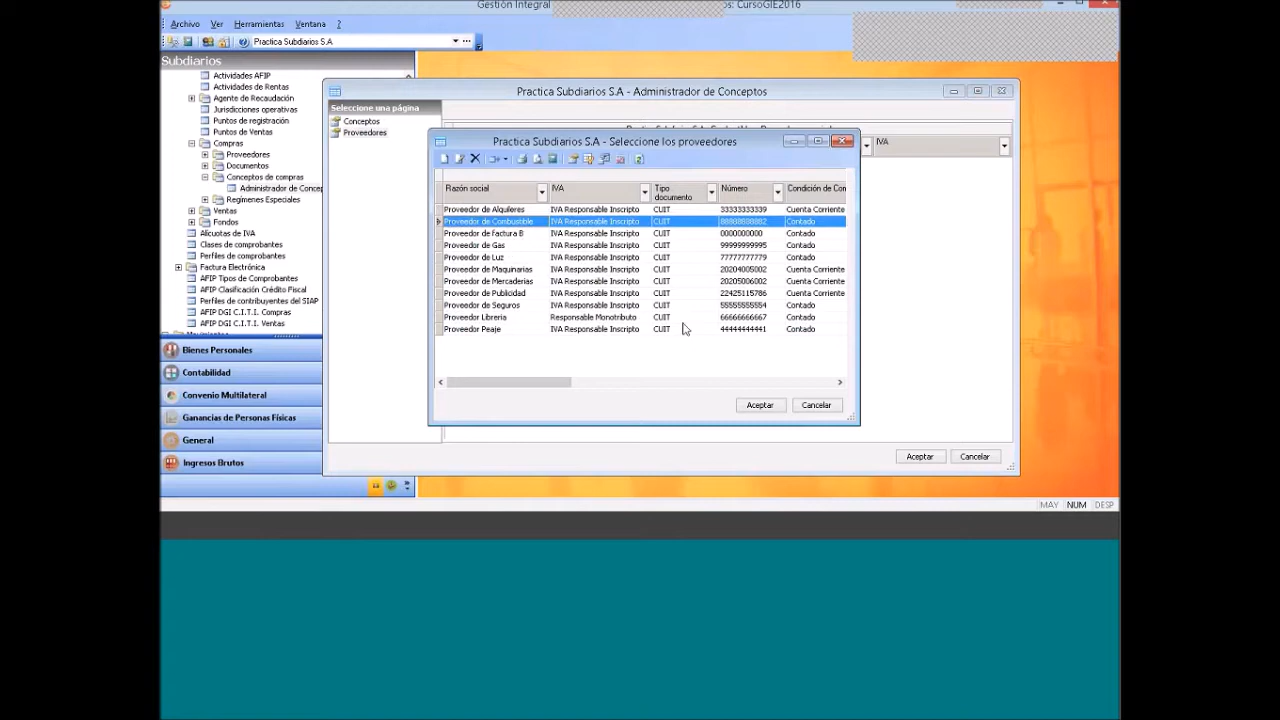 Gestión Integral
os: CursoGIE2016
Archivo Ver Herramientas Ventana ?
Practica Subdiarios S.A
Subdiarios
Actividades AFIP
Actividades de Rentas
Agente de Recaudación
Jurisdicciones operativas
Puntos de registración
Puntos de Ventas
Compras
Proveedores
Documentos
Conceptos de compras
Administrador de Concep
Regimenes Especiales
Ventas
Fondos
Alícuotas de IVA
Clases de comprobantes
Perfiles de comprobantes
Factura Electrónica
AFIP Tipos de Comprobantes
AFIP Clasificación Crédito Fiscal
Perfiles de contribuyentes del SIAP
AFIP DGI C.I.T.I. Compras
AFIP DGI C.I.T.I. Ventas
Bienes Personales
Contabilidad
Convenio Multilateral
Ganancias de Personas Físicas
General
Ingresos Brutos
Practica Subdiarios S.A - Administrador de Conceptos
Seleccione una página
Conceptos
Proveedores
IVA
Practica Subdiarios S.A - Seleccione los proveedores
Razón social IVA Tipo documento Número Condición de Com
Proveedor de Alquileres IVA Responsable Inscripto CUIT 33333333339 Cuenta Corriente
Proveedor de Combustible IVA Responsable Inscripto CUIT 88888888882 Contado
Proveedor de Factura B IVA Responsable Inscripto CUIT 0000000000 Contado
Proveedor de Gas IVA Responsable Inscripto CUIT 99999999995 Contado
Proveedor de Luz IVA Responsable Inscripto CUIT 77777777779 Contado
Proveedor de Maquinarias IVA Responsable Inscripto CUIT 20204005002 Cuenta Corriente
Proveedor de Mercaderias IVA Responsable Inscripto CUIT 20205006002 Cuenta Corriente
Proveedor de Publicidad IVA Responsable Inscripto CUIT 22425115786 Cuenta Corriente
Proveedor de Seguros IVA Responsable Inscripto CUIT 55555555554 Contado
Proveedor Libreria Responsable Monotributo CUIT 66666666667 Contado
Proveedor Peaje IVA Responsable Inscripto CUIT 44444444441 Contado
Aceptar Cancelar
Aceptar Cancelar
MAY NUM DESP